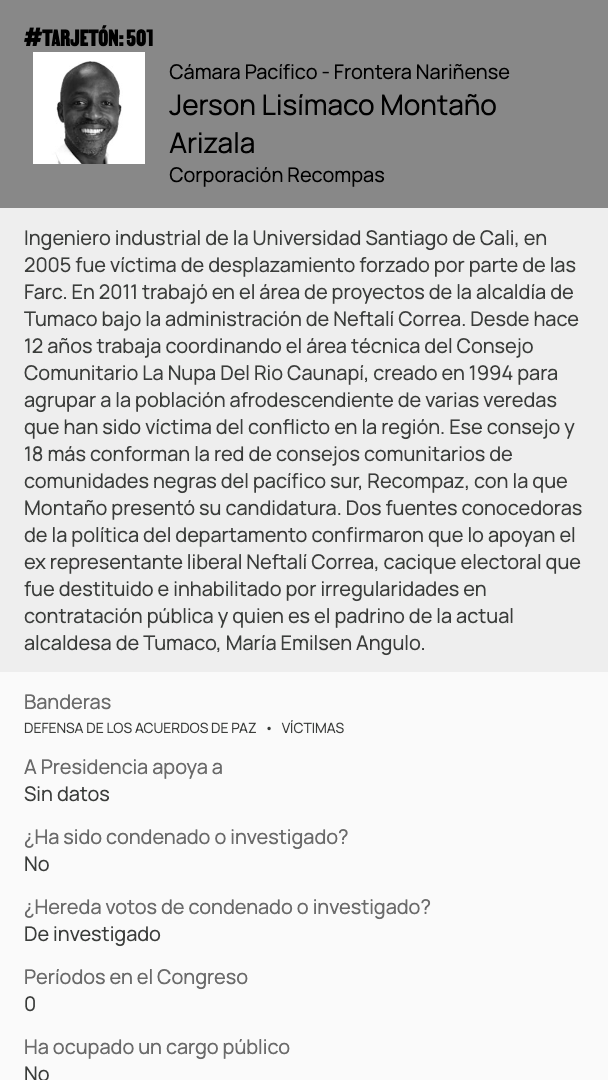 #TARJETÓN: 501
Cámara Pacífico - Frontera Nariñense
Jerson Lisímaco Montaño
Arizala
Corporación Recompas
Ingeniero industrial de la Universidad Santiago de Cali, en
2005 fue víctima de desplazamiento forzado por parte de las
Farc. En 2011 trabajó en el área de proyectos de la alcaldía de
Tumaco bajo la administración de Neftalí Correa. Desde hace
12 años trabaja coordinando el área técnica del Consejo
Comunitario La Nupa Del Rio Caunapí, creado en 1994 para
agrupar a la población afrodescendiente de varias veredas
que han sido víctima del conflicto en la región. Ese consejo y
18 más conforman la red de consejos comunitarios de
comunidades negras del pacífico sur, Recompaz, con la que
Montaño presentó su candidatura. Dos fuentes conocedoras
de la política del departamento confirmaron que lo apoyan el
ex representante liberal Neftalí Correa, cacique electoral que
fue destituido e inhabilitado por irregularidades en
contratación pública y quien es el padrino de la actual
alcaldesa de Tumaco, María Emilsen Angulo.
Banderas
DEFENSA DE LOS ACUERDOS DE PAZ • VÍCTIMAS
A Presidencia apoya a
Sin datos
¿Ha sido condenado o investigado?
No
¿Hereda votos de condenado o investigado?
De investigado
Períodos en el Congreso
0
Ha ocupado un cargo público
No